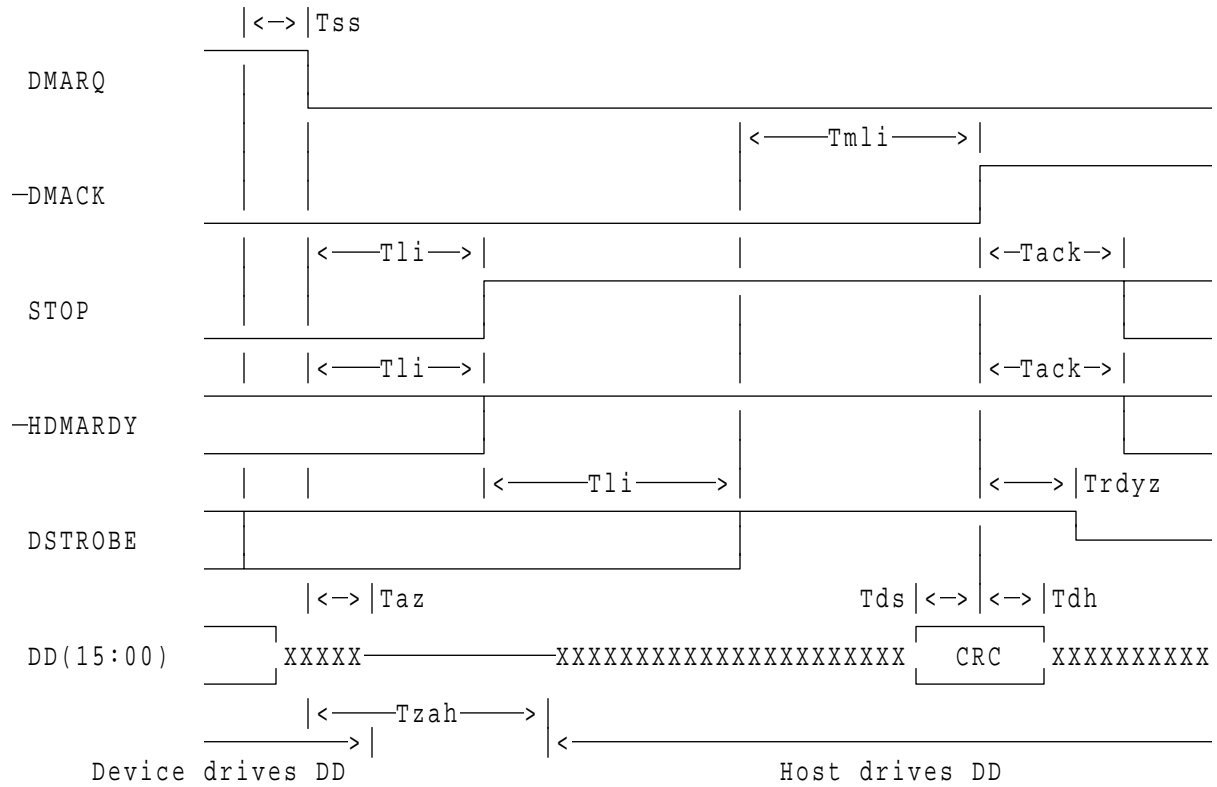 Tss
DMARQ
Tmli
-DMACK
Tli Tack
STOP
Tli Tack
-HDMARDY
Tli Trdyz
DSTROBE
Taz Tds Tdh
DD(15:00) XXXXX XXXXXXXXXXXXXXXXXXXXXX CRC XXXXXXXXXX
Tzah
Device drives DD Host drives DD